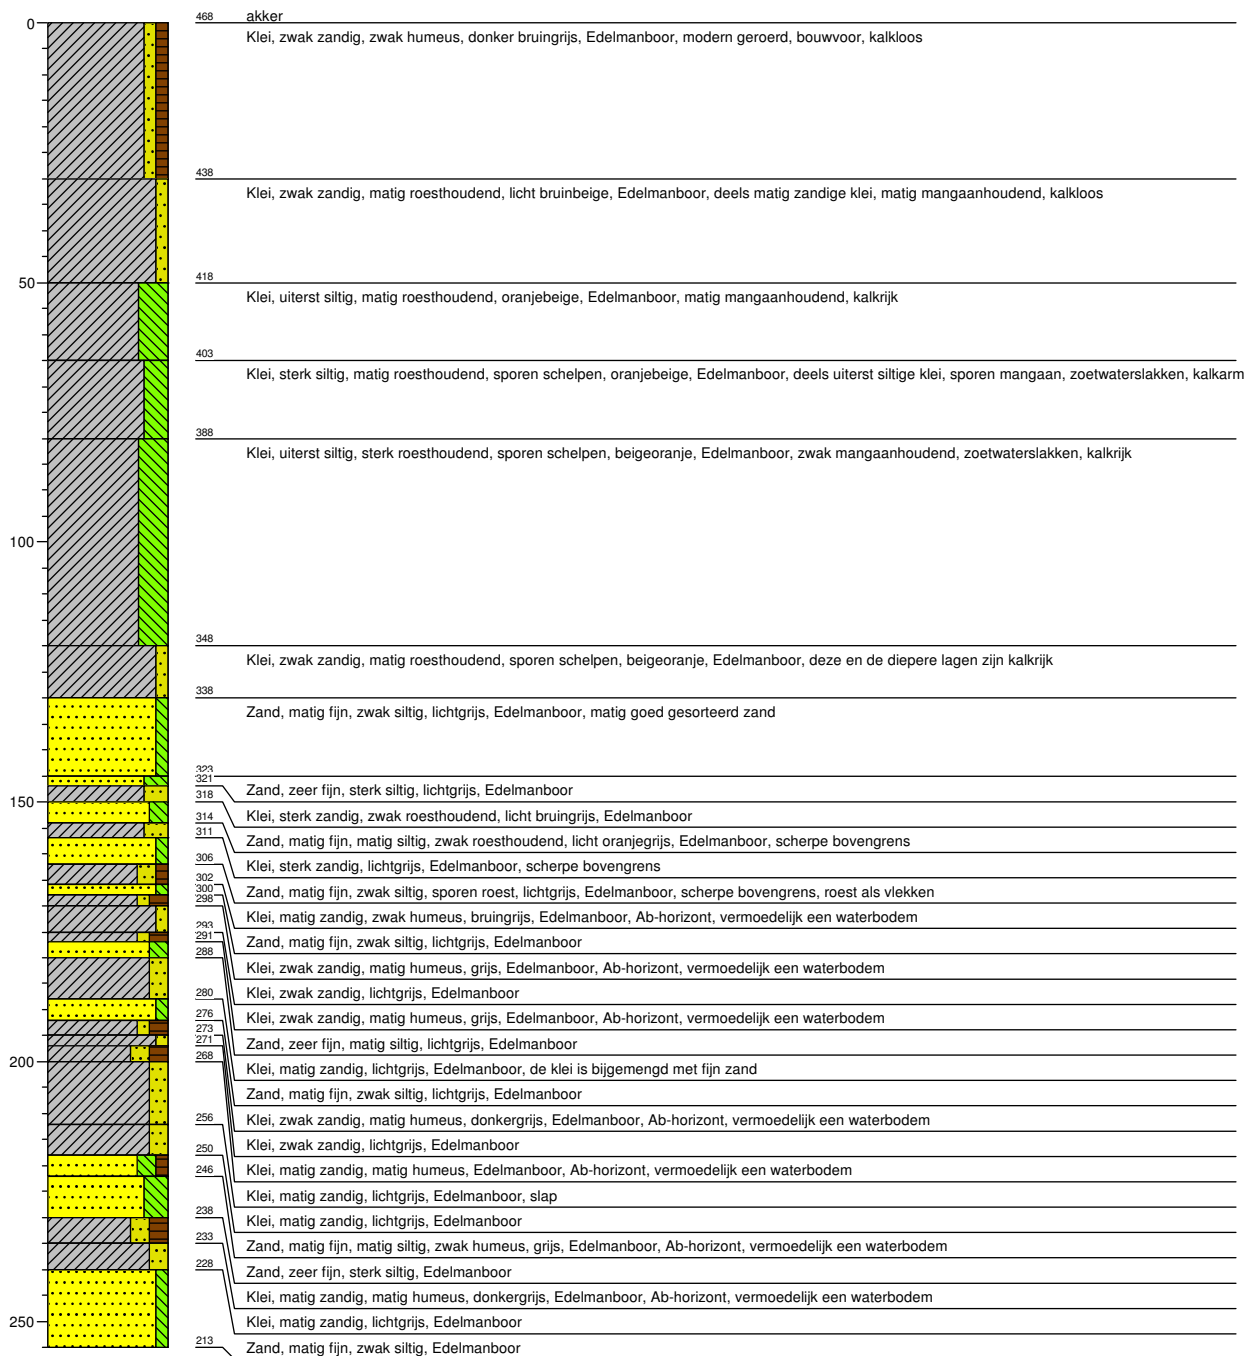 0
468 akker
Klei, zwak zandig, zwak humeus, donker bruingrijs, Edelmanboor, modern geroerd, bouwvoor, kalkloos
438
Klei, zwak zandig, matig roesthoudend, licht bruinbeige, Edelmanboor, deels matig zandige klei, matig mangaanhoudend, kalkloos
50
418
Klei, uiterst siltig, matig roesthoudend, oranjebeige, Edelmanboor, matig mangaanhoudend, kalkrijk
403
Klei, sterk siltig, matig roesthoudend, sporen schelpen, oranjebeige, Edelmanboor, deels uiterst siltige klei, sporen mangaan, zoetwaterslakken, kalkarm
388
Klei, uiterst siltig, sterk roesthoudend, sporen schelpen, beigeoranje, Edelmanboor, zwak mangaanhoudend, zoetwaterslakken, kalkrijk
100
348
Klei, zwak zandig, matig roesthoudend, sporen schelpen, beigeoranje, Edelmanboor, deze en de diepere lagen zijn kalkrijk
338
Zand, matig fijn, zwak siltig, lichtgrijs, Edelmanboor, matig goed gesorteerd zand
323
321
Zand, zeer fijn, sterk siltig, lichtgrijs, Edelmanboor
150
318
Klei, sterk zandig, zwak roesthoudend, licht bruingrijs, Edelmanboor
314
311
Zand, matig fijn, matig siltig, zwak roesthoudend, licht oranjegrijs, Edelmanboor, scherpe bovengrens
306
Klei, sterk zandig, lichtgrijs, Edelmanboor, scherpe bovengrens
302
300
298
Zand, matig fijn, zwak siltig, sporen roest, lichtgrijs, Edelmanboor, scherpe bovengrens, roest als vlekken
Klei, matig zandig, zwak humeus, bruingrijs, Edelmanboor, Ab-horizont, vermoedelijk een waterbodem
293
291
288
Zand, matig fijn, zwak siltig, lichtgrijs, Edelmanboor
Klei, zwak zandig, matig humeus, grijs, Edelmanboor, Ab-horizont, vermoedelijk een waterbodem
280
Klei, zwak zandig, lichtgrijs, Edelmanboor
276
273
Klei, zwak zandig, matig humeus, grijs, Edelmanboor, Ab-horizont, vermoedelijk een waterbodem
271
Zand, zeer fijn, matig siltig, lichtgrijs, Edelmanboor
200
268
Klei, matig zandig, lichtgrijs, Edelmanboor, de klei is bijgemengd met fijn zand
Zand, matig fijn, zwak siltig, lichtgrijs, Edelmanboor
256
Klei, zwak zandig, matig humeus, donkergrijs, Edelmanboor, Ab-horizont, vermoedelijk een waterbodem
250
Klei, zwak zandig, lichtgrijs, Edelmanboor
246
Klei, matig zandig, matig humeus, Edelmanboor, Ab-horizont, vermoedelijk een waterbodem
Klei, matig zandig, lichtgrijs, Edelmanboor, slap
238
Klei, matig zandig, lichtgrijs, Edelmanboor
233
Zand, matig fijn, matig siltig, zwak humeus, grijs, Edelmanboor, Ab-horizont, vermoedelijk een waterbodem
228
Zand, zeer fijn, sterk siltig, Edelmanboor
Klei, matig zandig, matig humeus, donkergrijs, Edelmanboor, Ab-horizont, vermoedelijk een waterbodem
250
Klei, matig zandig, lichtgrijs, Edelmanboor
213
Zand, matig fijn, zwak siltig, Edelmanboor